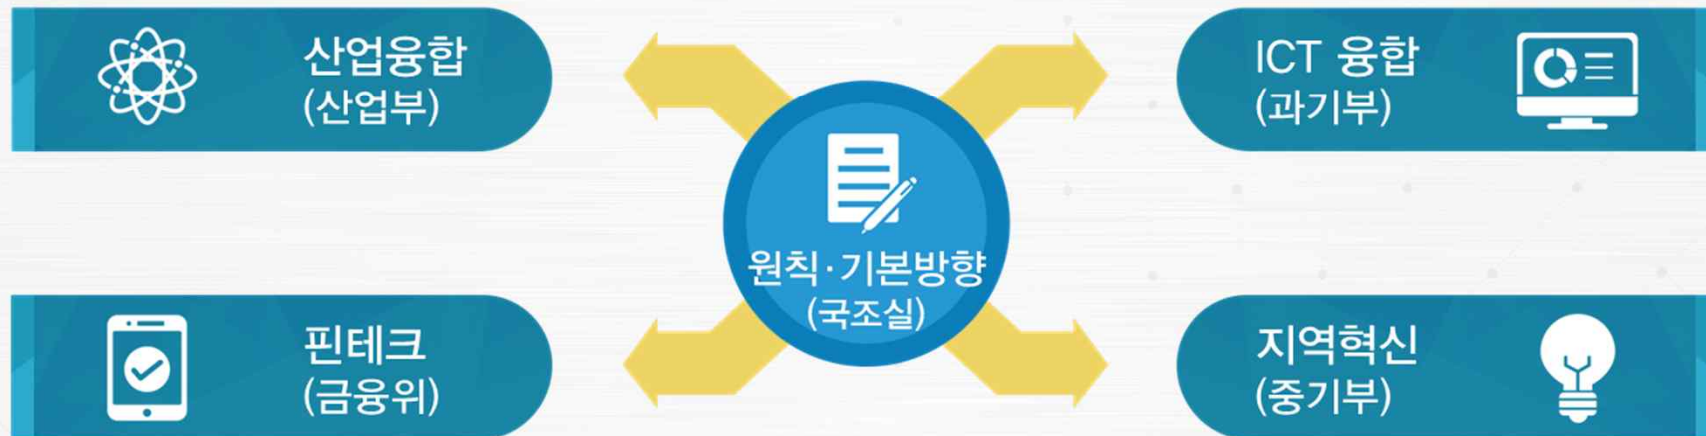 산업융합
(산업부)
ICT 융합
(과기부)
원칙·기본방향
(국조실)
핀테크
(금융위)
지역혁신
(중기부)